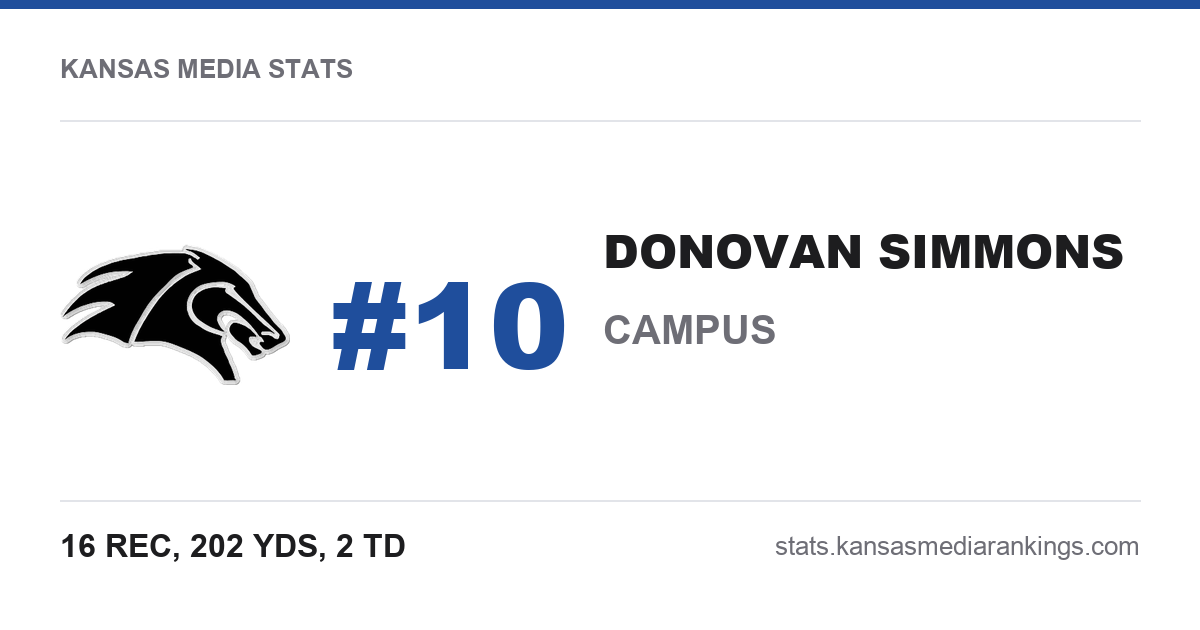 KANSAS MEDIA STATS
#10
DONOVAN SIMMONS
CAMPUS
16 REC, 202 YDS, 2 TD
stats.kansasmediarankings.com